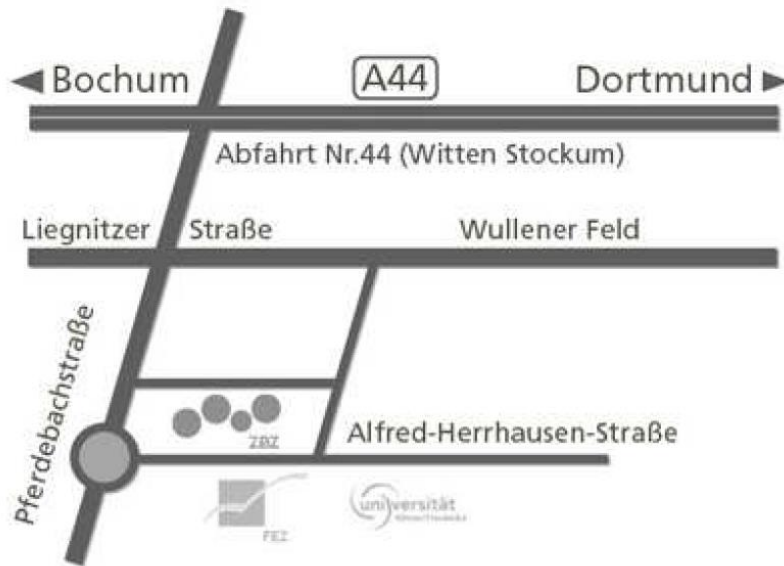 Bochum
A44
Dortmund
Abfahrt Nr.44 (Witten Stockum)
Liegnitzer Straße
Wullener Feld
Pferdebachstraße
ZBZ
Alfred-Herrhausen-Straße
FEZ
universität